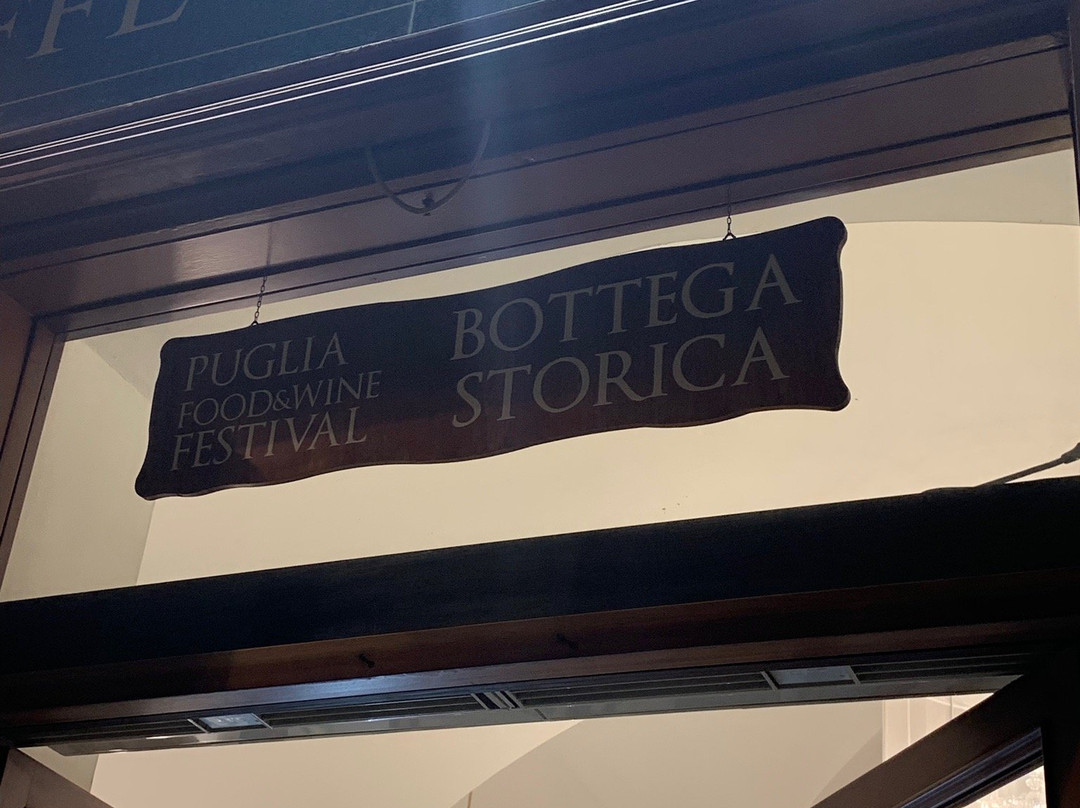 PUGLIA
FOOD&WINE
FESTIVAL
BOTTEGA
STORICA